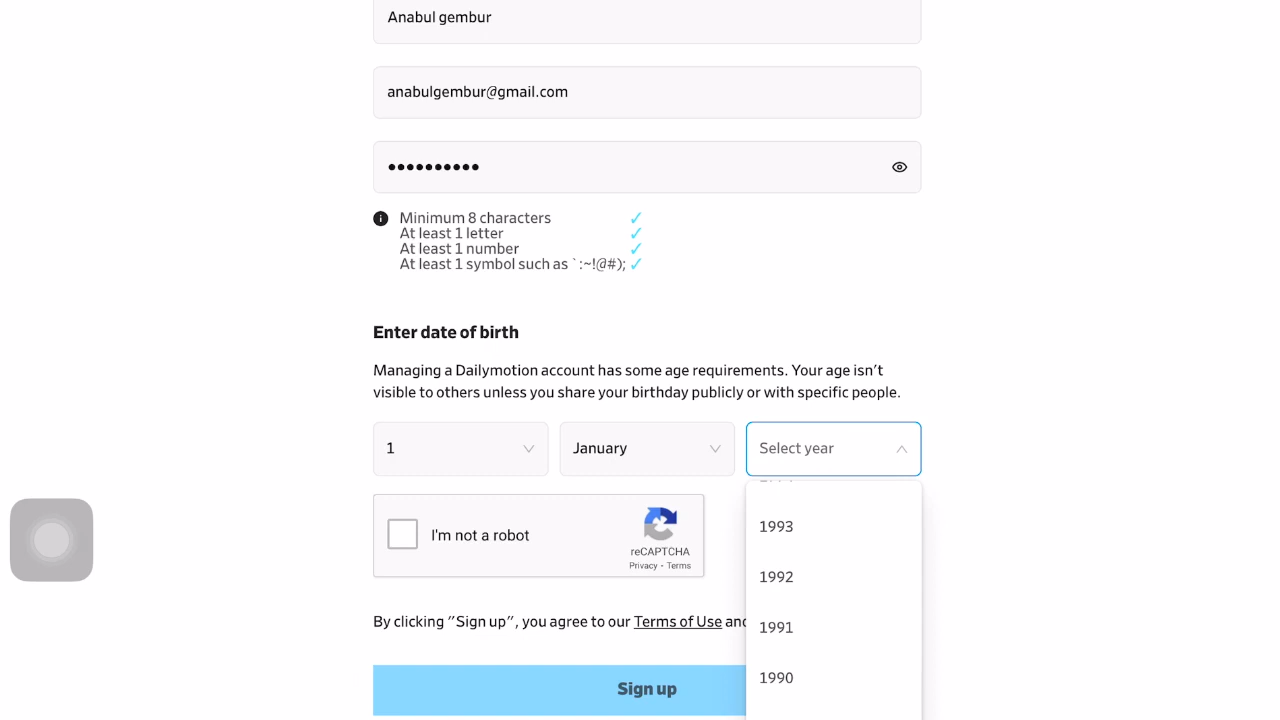 Anabul gembur
anabulgembur@gmail.com
••••••••••
Minimum 8 characters ✓
At least 1 letter ✓
At least 1 number ✓
At least 1 symbol such as `:~!@#); ✓
Enter date of birth
Managing a Dailymotion account has some age requirements. Your age isn't
visible to others unless you share your birthday publicly or with specific people.
1 January Select year
1993
I'm not a robot
reCAPTCHA
Privacy - Terms
1992
By clicking "Sign up", you agree to our Terms of Use and
1991
1990
Sign up